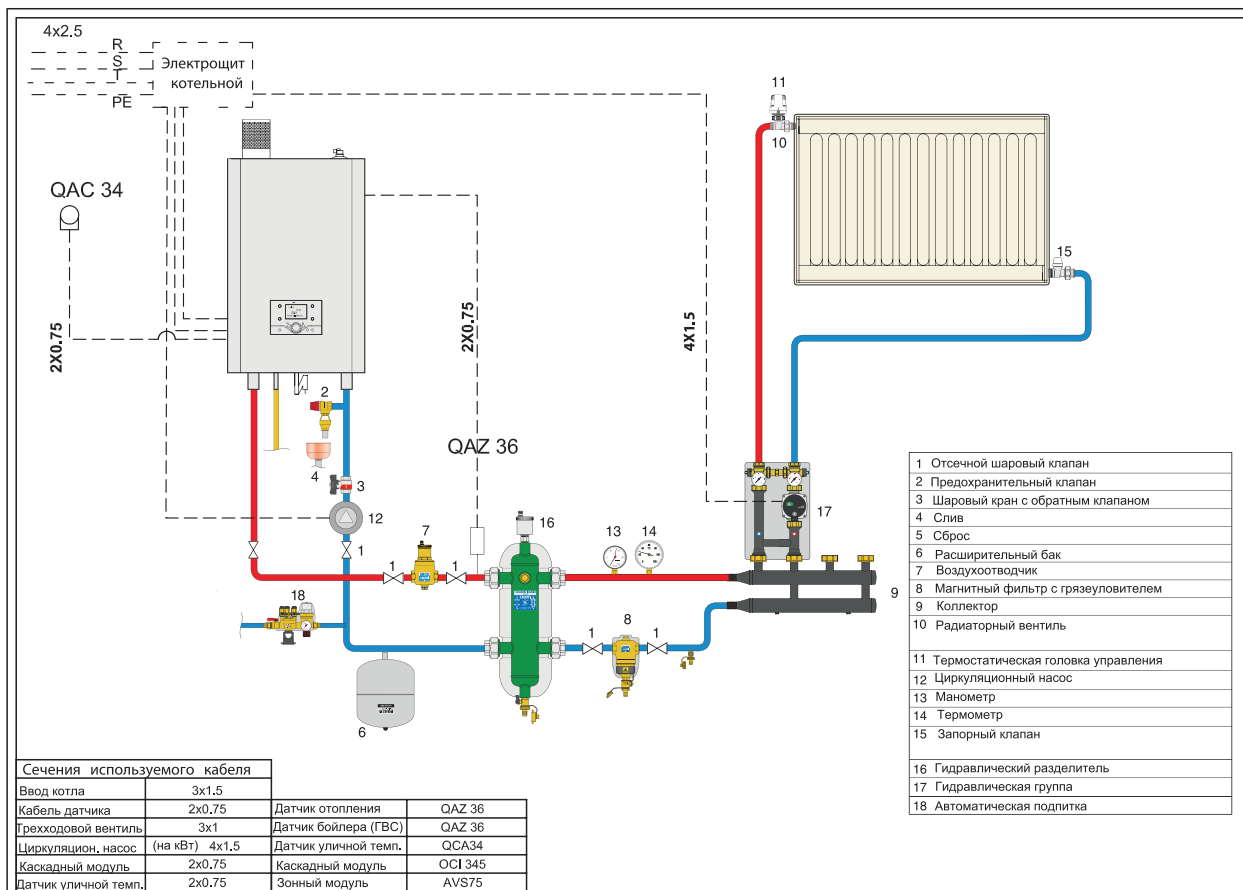 4x2.5
R
S
T
PE
Электрощит
котельной
QAC 34
2X0.75
2X0.75
QAZ 36
4X1.5
11
10
15
2
4
3
12
1
7
1
1
16
13
14
17
9
18
6
1
8
1
1 Отсечной шаровый клапан
2 Предохранительный клапан
3 Шаровый кран с обратным клапаном
4 Слив
5 Сброс
6 Расширительный бак
7 Воздухоотводчик
8 Магнитный фильтр с грязеуловителем
9 Коллектор
10 Радиаторный вентиль
11 Термостатическая головка управления
12 Циркуляционный насос
13 Манометр
14 Термометр
15 Запорный клапан
16 Гидравлический разделитель
17 Гидравлическая группа
18 Автоматическая подпитка
Сечения используемого кабеля
Ввод котла 3x1.5
Кабель датчика 2x0.75 Датчик отопления QAZ 36
Трехходовой вентиль 3x1 Датчик бойлера (ГВС) QAZ 36
Циркуляцион. насос (на кВт) 4x1.5 Датчик уличной темп. QCA34
Каскадный модуль 2x0.75 Каскадный модуль OCI 345
Датчик уличной темп. 2x0.75 Зонный модуль AVS75